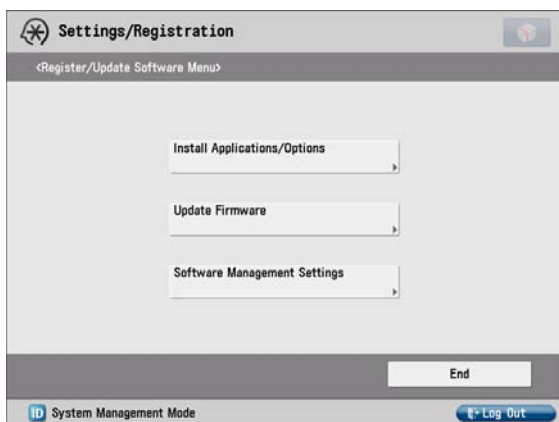 Settings/Registration
<Register/Update Software Menu>
Install Applications/Options
Update Firmware
Software Management Settings
End
ID System Management Mode
Log Out